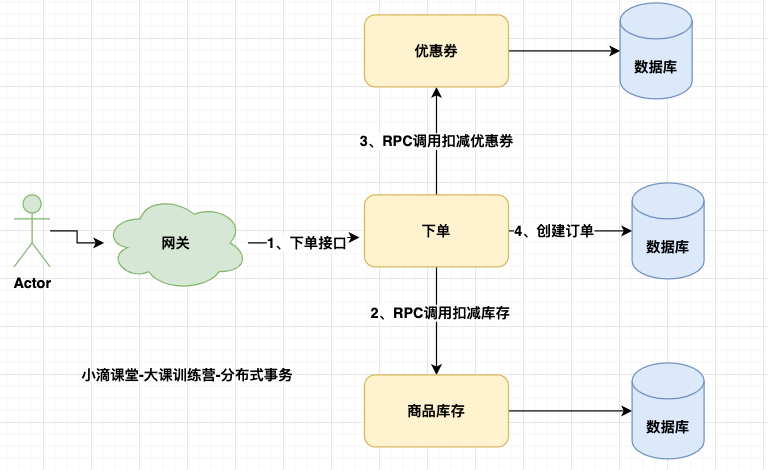 优惠券
数据库
3、RPC调用扣减优惠券
Actor
网关
1、下单接口
下单
4、创建订单
数据库
2、RPC调用扣减库存
小滴课堂-大课训练营-分布式事务
商品库存
数据库